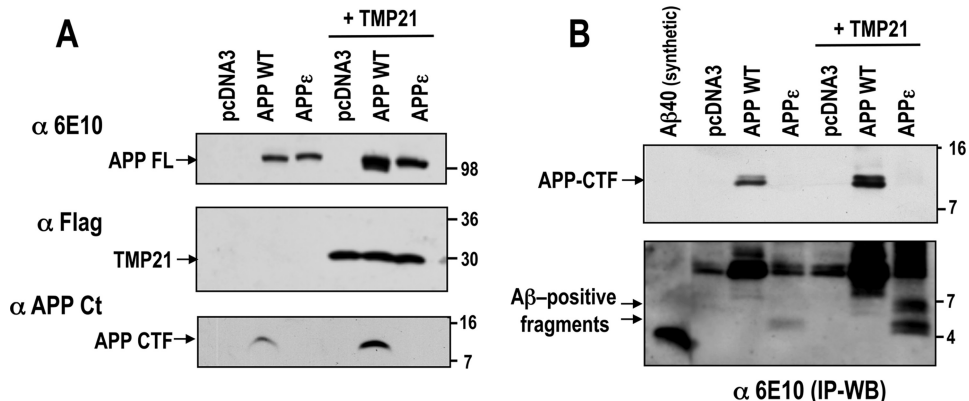 A
+ TMP21
pcDNA3
APP WT
APPε
pcDNA3
APP WT
APPε
α 6E10
APP FL
98
α Flag
36
TMP21
30
α APP Ct
16
APP CTF
7
B
+ TMP21
Aβ40 (synthetic)
pcDNA3
APP WT
APPε
pcDNA3
APP WT
APPε
16
APP-CTF
7
Aβ–positive
fragments
7
4
α 6E10 (IP-WB)